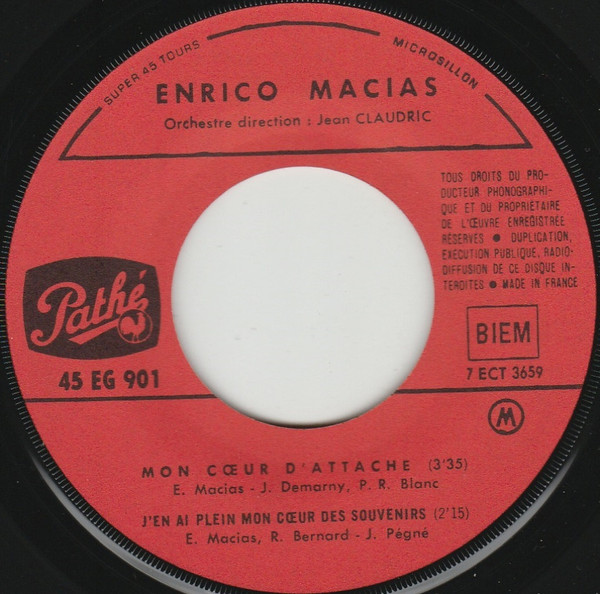 SUPER 45 TOURS
MICROSILLON
ENRICO MACIAS
Orchestre direction : Jean CLAUDRIC
TOUS DROITS DU PRO-
DUCTEUR PHONOGRAPHI-
QUE ET DU PROPRIETAIRE
DE L'ŒUVRE ENREGISTRÉE
RÉSERVÉS ● DUPLICATION,
EXÉCUTION PUBLIQUE, RADIO-
DIFFUSION DE CE DISQUE IN-
TERDITES ● MADE IN FRANCE
Pathé
45 EG 901
BIEM
7 ECT 3659
M
MON CŒUR D'ATTACHE (3'35)
E. Macias - J. Demarny, P. R. Blanc
J'EN AI PLEIN MON CŒUR DES SOUVENIRS (2'15)
E. Macias, R. Bernard - J. Pégné